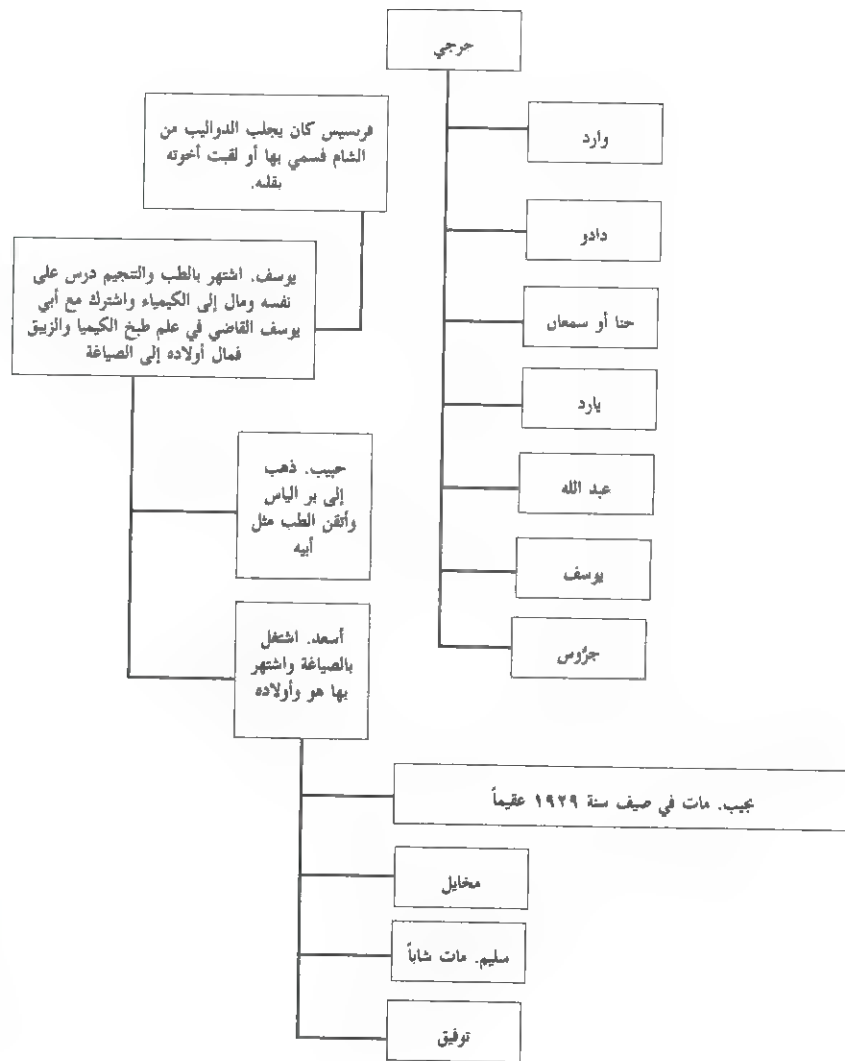 جرجي
وارد
دادو
حنا أو سمعان
يارد
عبد الله
يوسف
جرّوس
فرنسيس كان يجلب الدواليب من
الشام فسمي بها أو لقبت أخوته
بقلبه.
يوسف. اشتهر بالطب والتنجيم درس على
نفسه ومال إلى الكيمياء واشترك مع أبي
يوسف القاضي في علم طبخ الكيميا والزيبق
فمال أولاده إلى الصياغة
حبيب. ذهب
إلى بر الياس
وأتقن الطب مثل
أبيه
أسعد. اشتغل
بالصياغة واشتهر
بها هو وأولاده
نجيب. مات في صيف سنة ١٩٢٩ عقيماً
مخايل
سليم. مات شاباً
توفيق